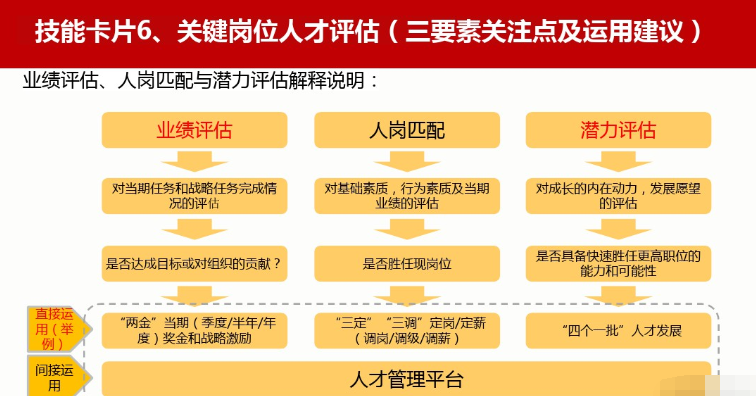 技能卡片6、关键岗位人才评估（三要素关注点及运用建议）
业绩评估、人岗匹配与潜力评估解释说明：
业绩评估
人岗匹配
潜力评估
对当期任务和战略任务完成情
况的评估
对基础素质，行为素质及当期
业绩的评估
对成长的内在动力，发展愿望
的评估
是否达成目标或对组织的贡献？
是否胜任现岗位
是否具备快速胜任更高职位的
能力和可能性
直接运
用（举
例）
“两金”当期（季度/半年/年
度）奖金和战略激励
“三定”“三调”定岗/定薪
（调岗/调级/调薪）
“四个一批”人才发展
间接运
用
人才管理平台